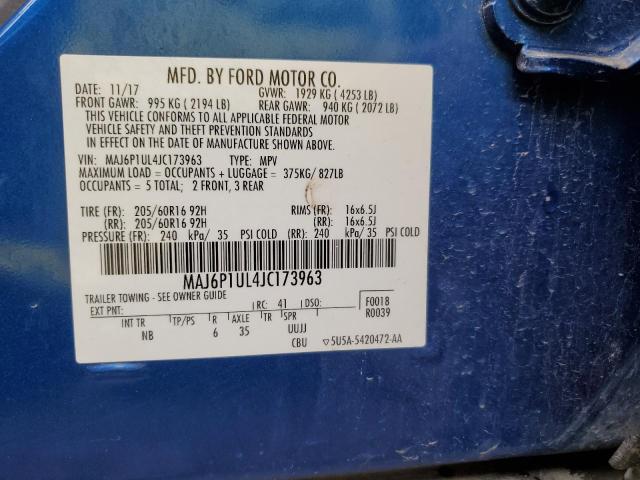 MFD. BY FORD MOTOR CO.
DATE: 11/17 GVWR: 1929 KG ( 4253 LB)
FRONT GAWR: 995 KG ( 2194 LB) REAR GAWR: 940 KG ( 2072 LB)
THIS VEHICLE CONFORMS TO ALL APPLICABLE FEDERAL MOTOR
VEHICLE SAFETY AND THEFT PREVENTION STANDARDS
IN EFFECT ON THE DATE OF MANUFACTURE SHOWN ABOVE.
VIN: MAJ6P1UL4JC173963 TYPE: MPV
MAXIMUM LOAD = OCCUPANTS + LUGGAGE = 375KG/ 827LB
OCCUPANTS = 5 TOTAL; 2 FRONT, 3 REAR
TIRE (FR): 205/60R16 92H RIMS (FR): 16x6.5J
(RR): 205/60R16 92H (RR): 16x6.5J
PRESSURE (FR): 240 kPa/ 35 PSI COLD (RR): 240 kPa/ 35 PSI COLD
MAJ6P1UL4JC173963
TRAILER TOWING - SEE OWNER GUIDE
EXT PNT: RC: 41 DSO: F0018
R0039
INT TR TP/PS R AXLE TR SPR
NB 6 35 UUJJ
CBU ▽5U5A-5420472-AA